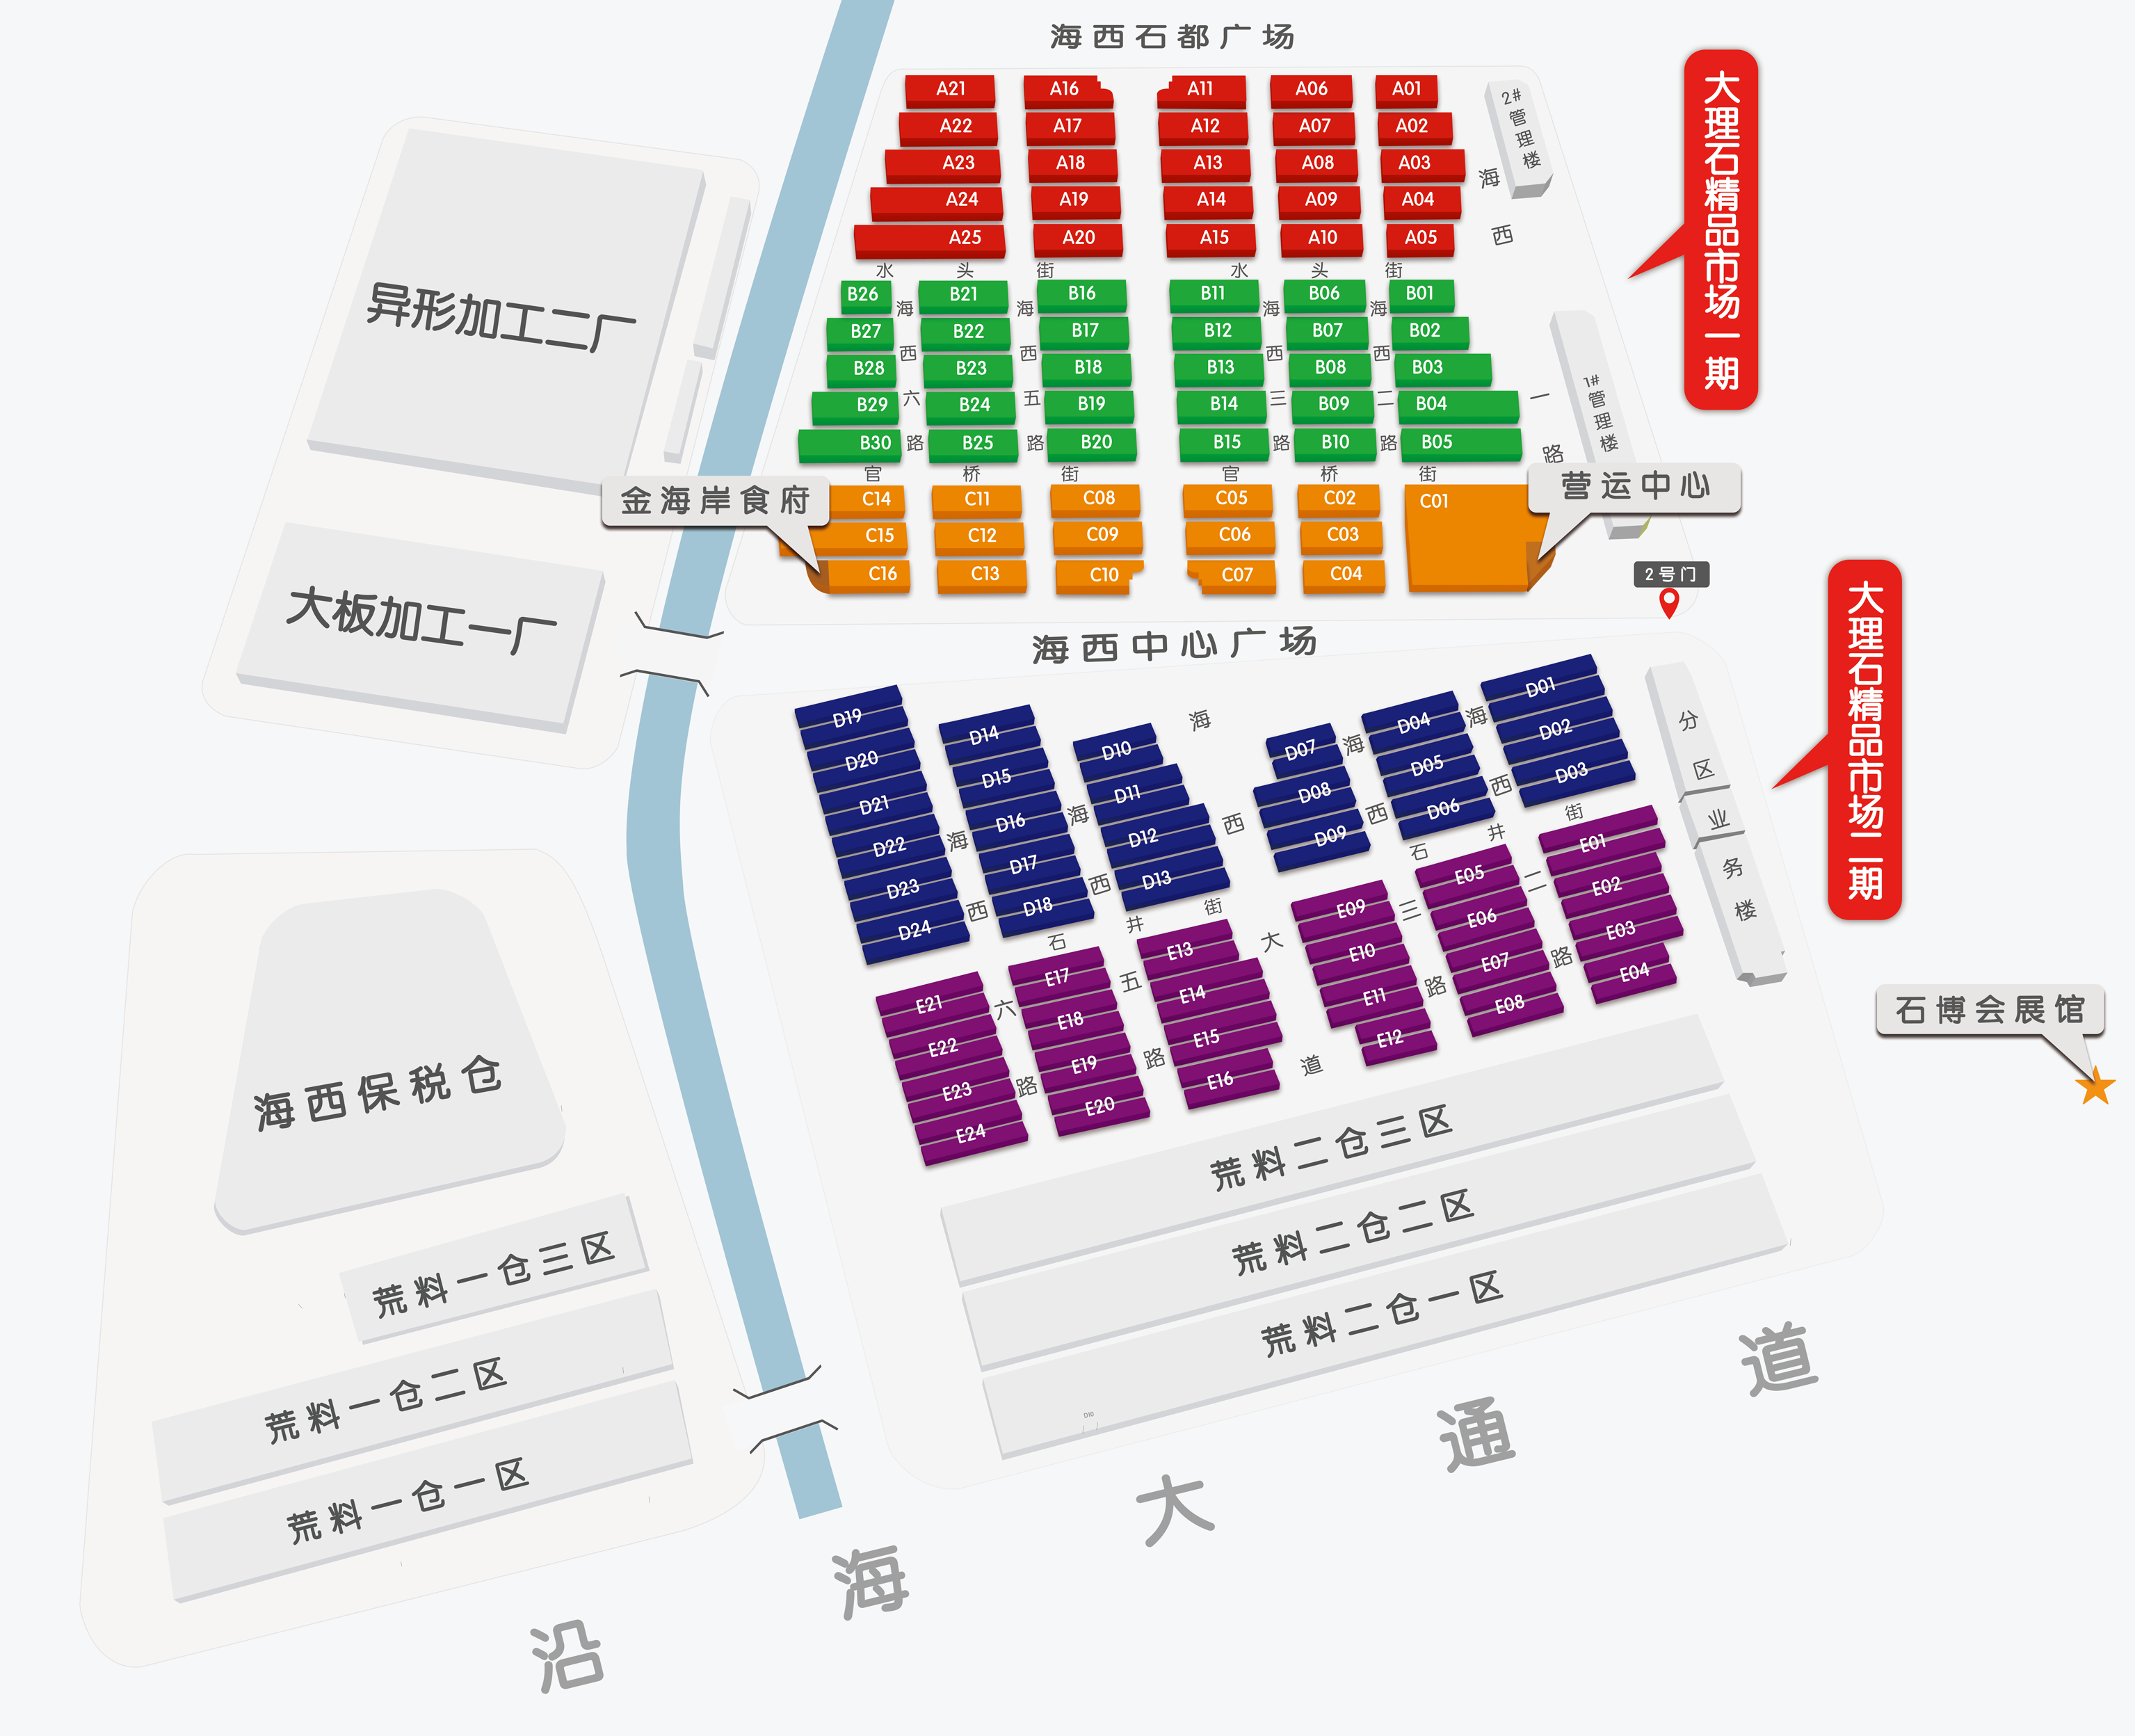 海西石都广场
A21 A16 A11 A06 A01
A22 A17 A12 A07 A02
A23 A18 A13 A08 A03
A24 A19 A14 A09 A04
A25 A20 A15 A10 A05
2#管理楼
大理石精品市场一期
水头街 水头街
B26 B21 B16 B11 B06 B01
B27 B22 B17 B12 B07 B02
B28 B23 B18 B13 B08 B03
B29 B24 B19 B14 B09 B04
B30 B25 B20 B15 B10 B05
海西六路
海西五路
海西三路
海西二路
海西一路
1#管理楼
官桥街 官桥街
C14 C11 C08 C05 C02 C01
C15 C12 C09 C06 C03
C16 C13 C10 C07 C04
金海岸食府
营运中心
2号门
异形加工二厂
大板加工一厂
海西中心广场
大理石精品市场二期
D19 D14 D10 D07 D04 D01
D20 D15 D11 D08 D05 D02
D21 D16 D12 D09 D06 D03
D22 D17 D13
D23 D18
D24
海西六路
海西五路
海西大道
海西三路
海西二路
石井街 石井街
分区业务楼
E21 E17 E13 E09 E05 E01
E22 E18 E14 E10 E06 E02
E23 E19 E15 E11 E07 E03
E24 E20 E16 E12 E08 E04
石博会展馆
海西保税仓
荒料一仓三区
荒料一仓二区
荒料一仓一区
荒料二仓三区
荒料二仓二区
荒料二仓一区
D10
沿海大通道